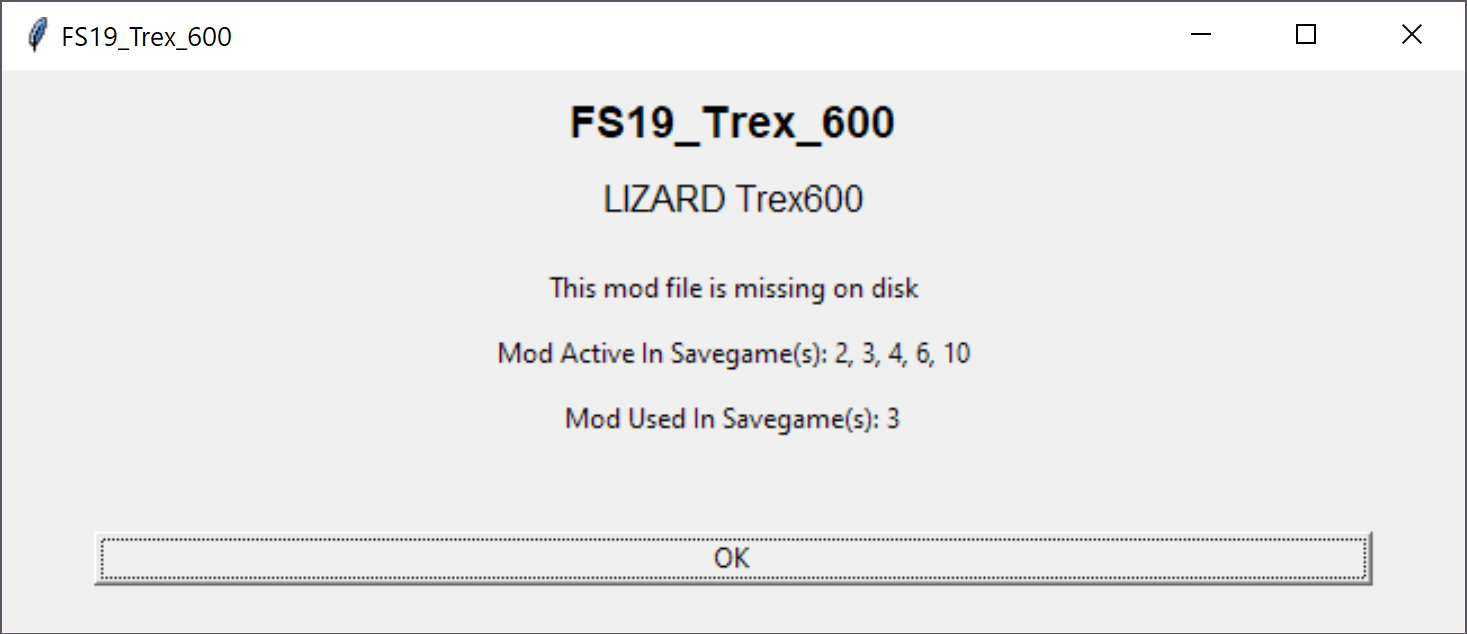 FS19_Trex_600
FS19_Trex_600
LIZARD Trex600
This mod file is missing on disk
Mod Active In Savegame(s): 2, 3, 4, 6, 10
Mod Used In Savegame(s): 3
OK